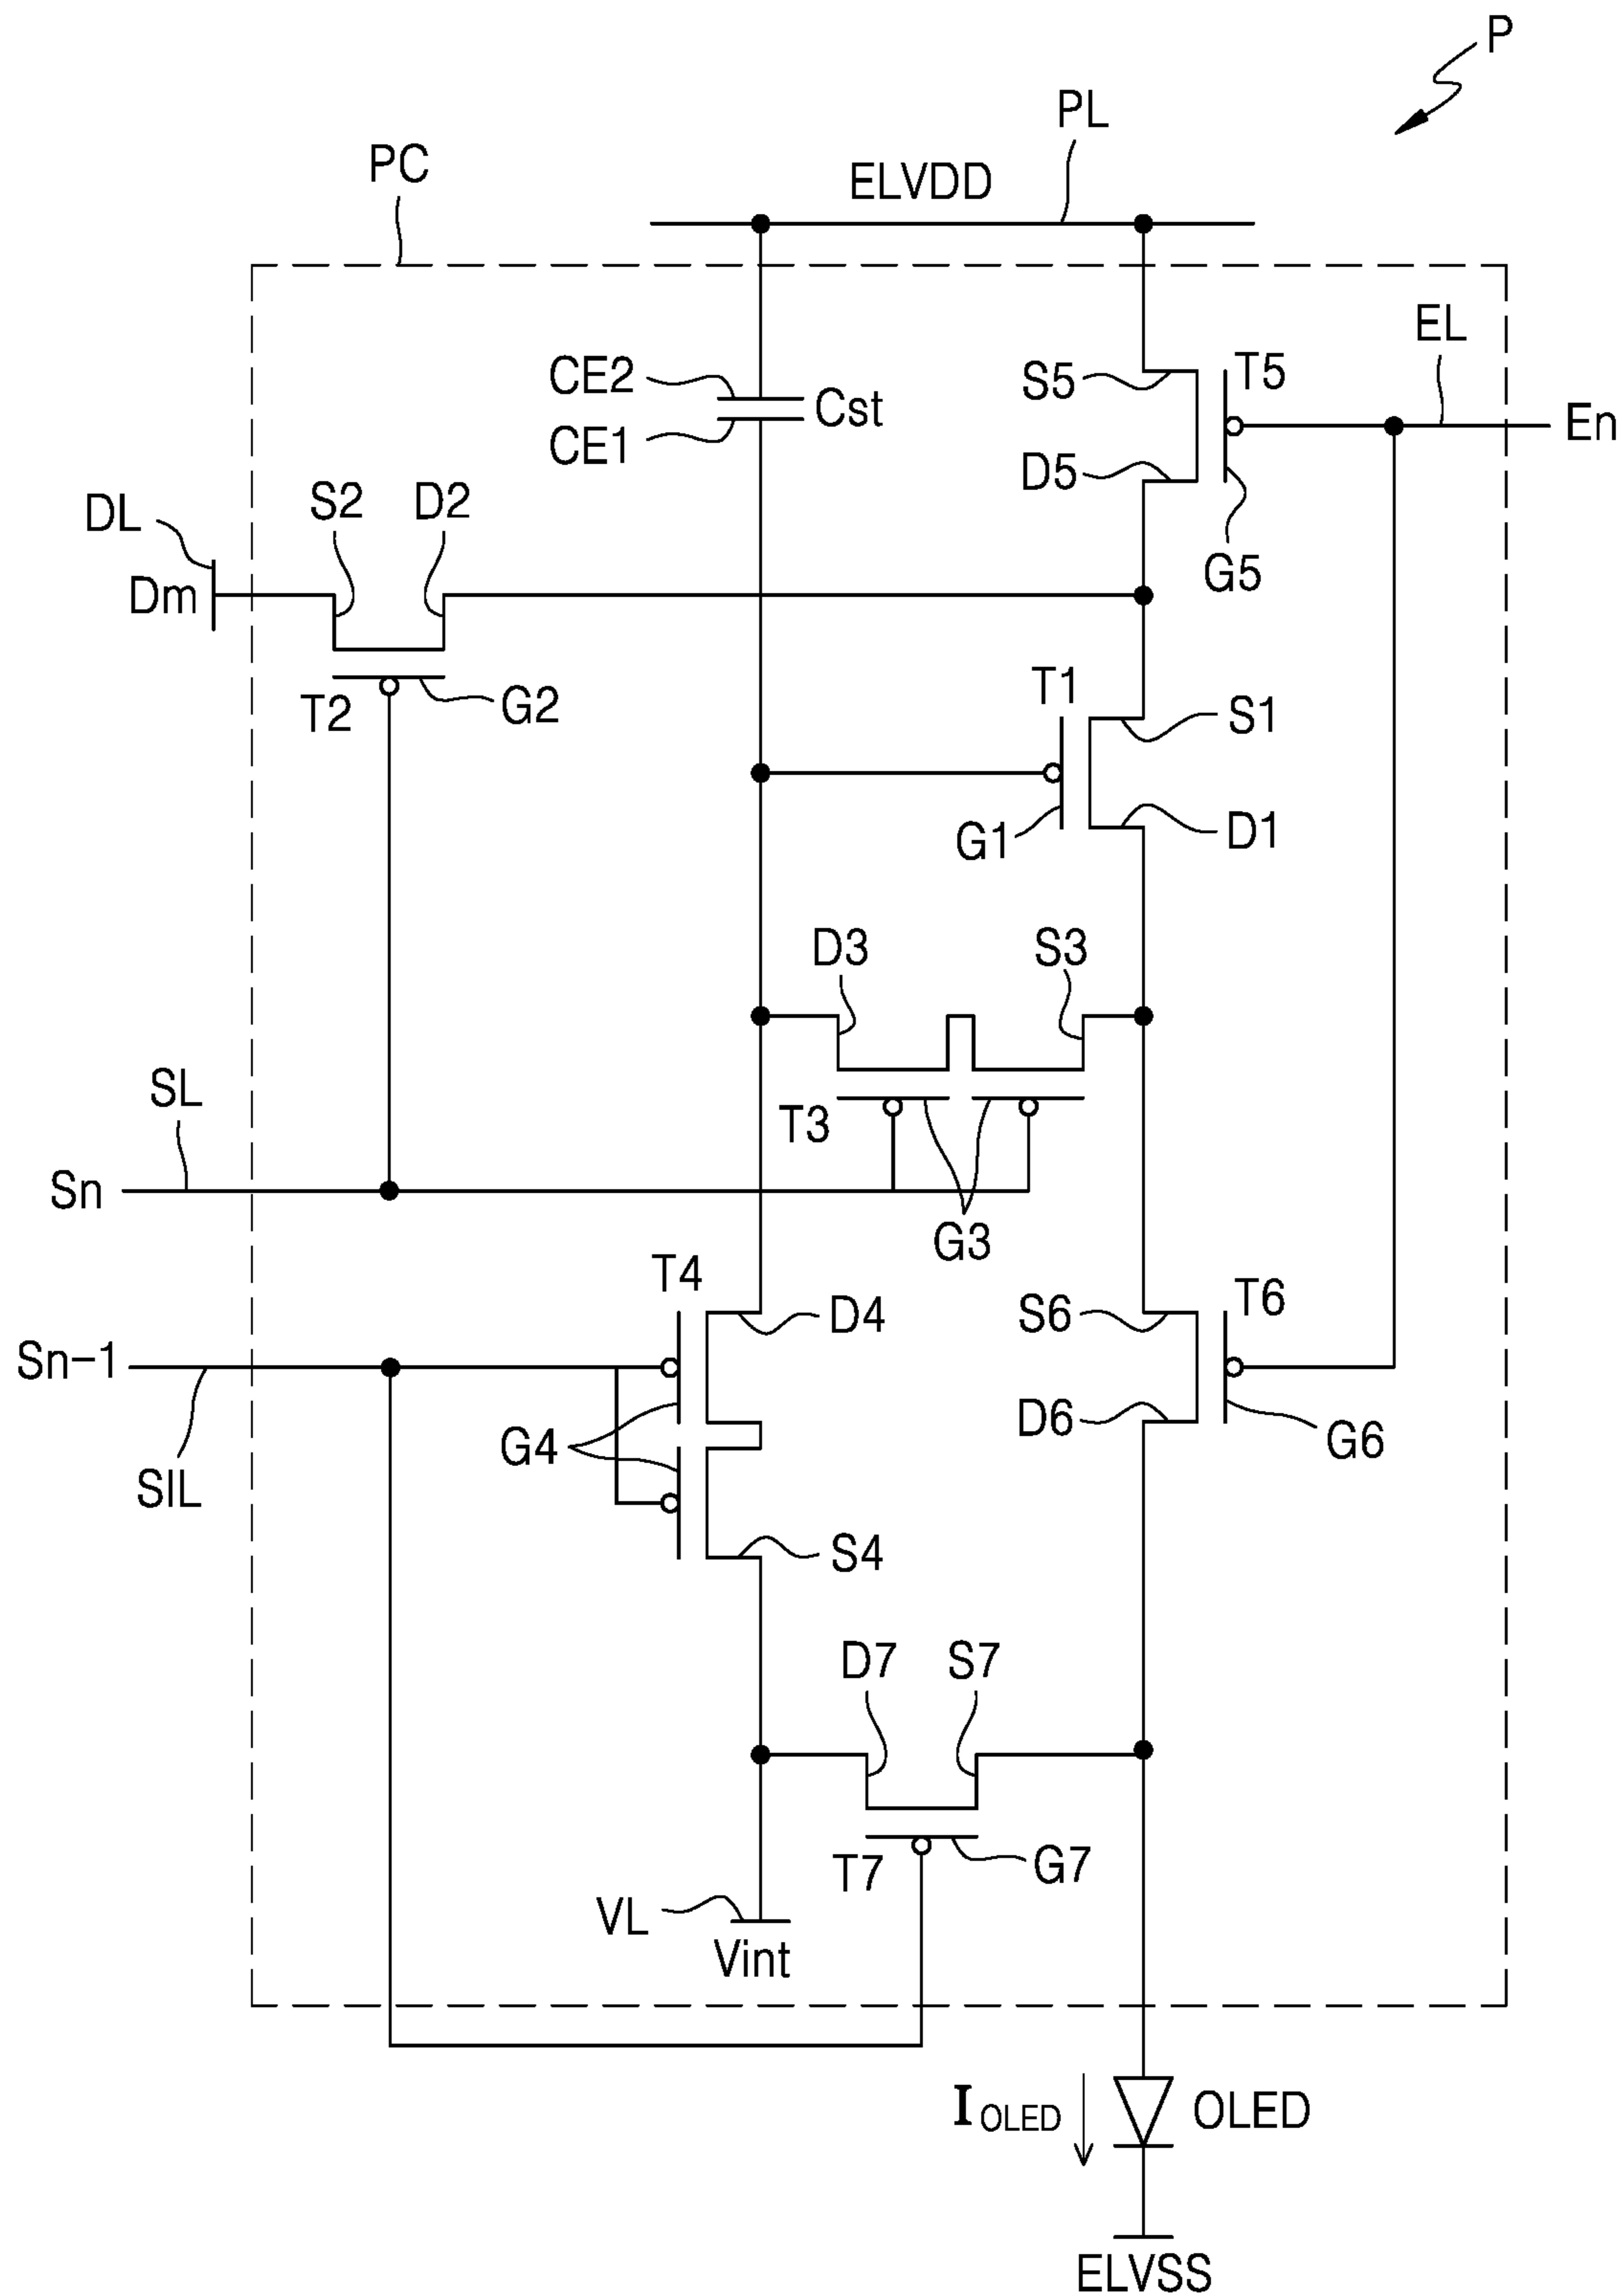 P
PL
PC
ELVDD
EL
T5
S5
CE2
Cst
En
CE1
D5
S2
D2
DL
G5
Dm
T1
T2
G2
S1
G1
D1
D3
S3
SL
T3
Sn
G3
T4
T6
D4
S6
Sn-1
D6
G4
G6
SIL
S4
D7
S7
T7
G7
VL
Vint
IOLED
OLED
ELVSS